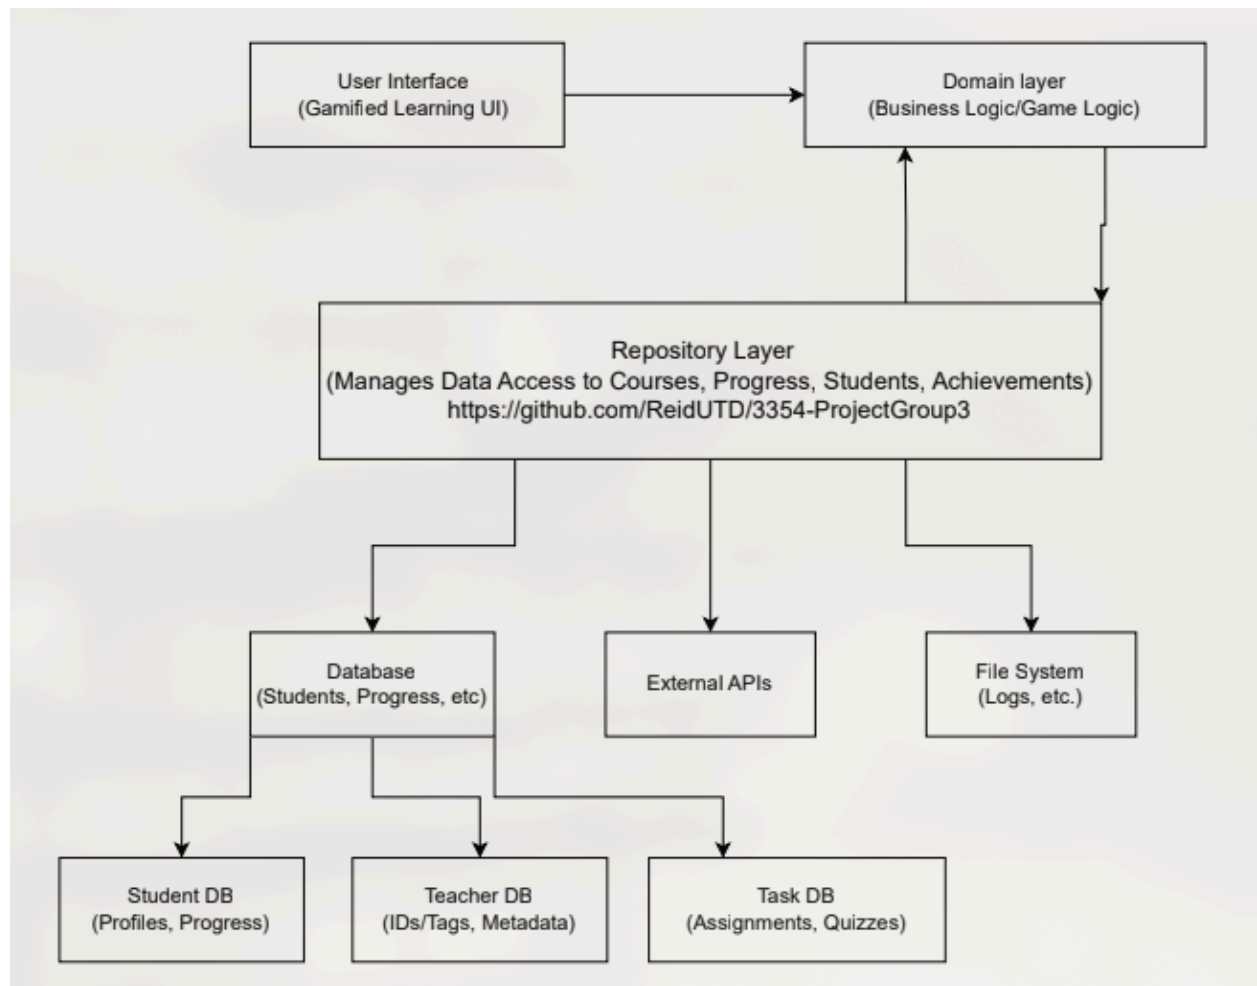 User Interface
(Gamified Learning UI)
Domain layer
(Business Logic/Game Logic)
Repository Layer
(Manages Data Access to Courses, Progress, Students, Achievements)
https://github.com/ReidUTD/3354-ProjectGroup3
Database
(Students, Progress, etc)
External APIs
File System
(Logs, etc.)
Student DB
(Profiles, Progress)
Teacher DB
(IDs/Tags, Metadata)
Task DB
(Assignments, Quizzes)